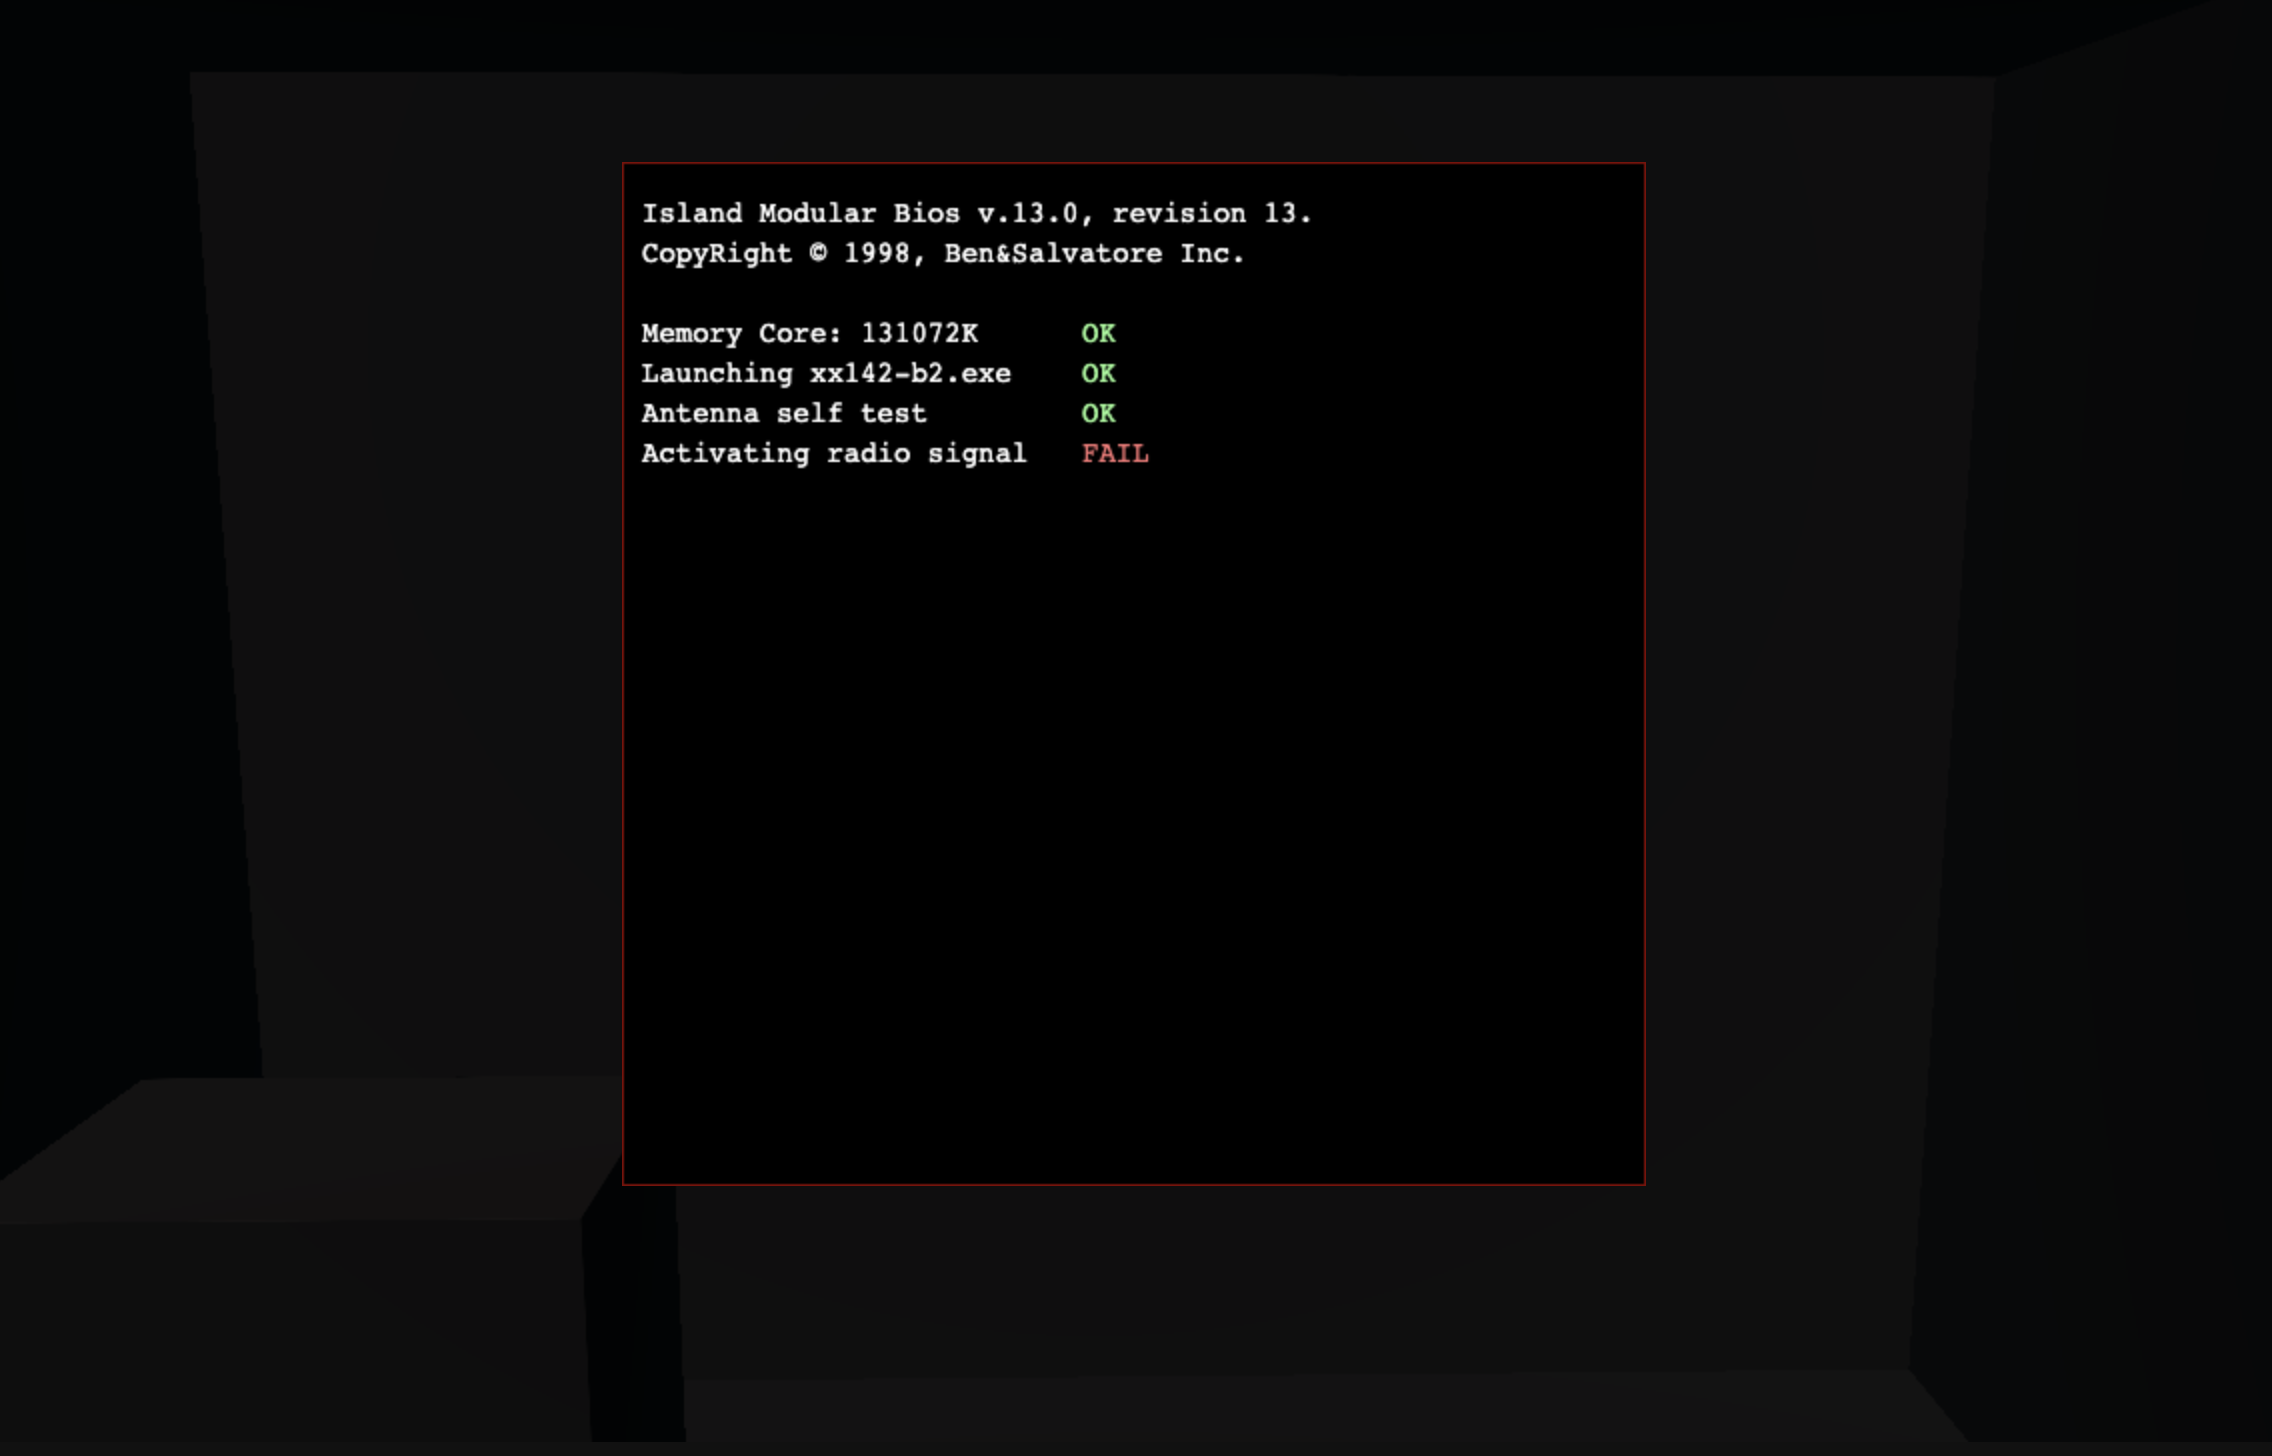 Island Modular Bios v.13.0, revision 13.
CopyRight © 1998, Ben&Salvatore Inc.
Memory Core: 131072K OK
Launching xx142-b2.exe OK
Antenna self test OK
Activating radio signal FAIL